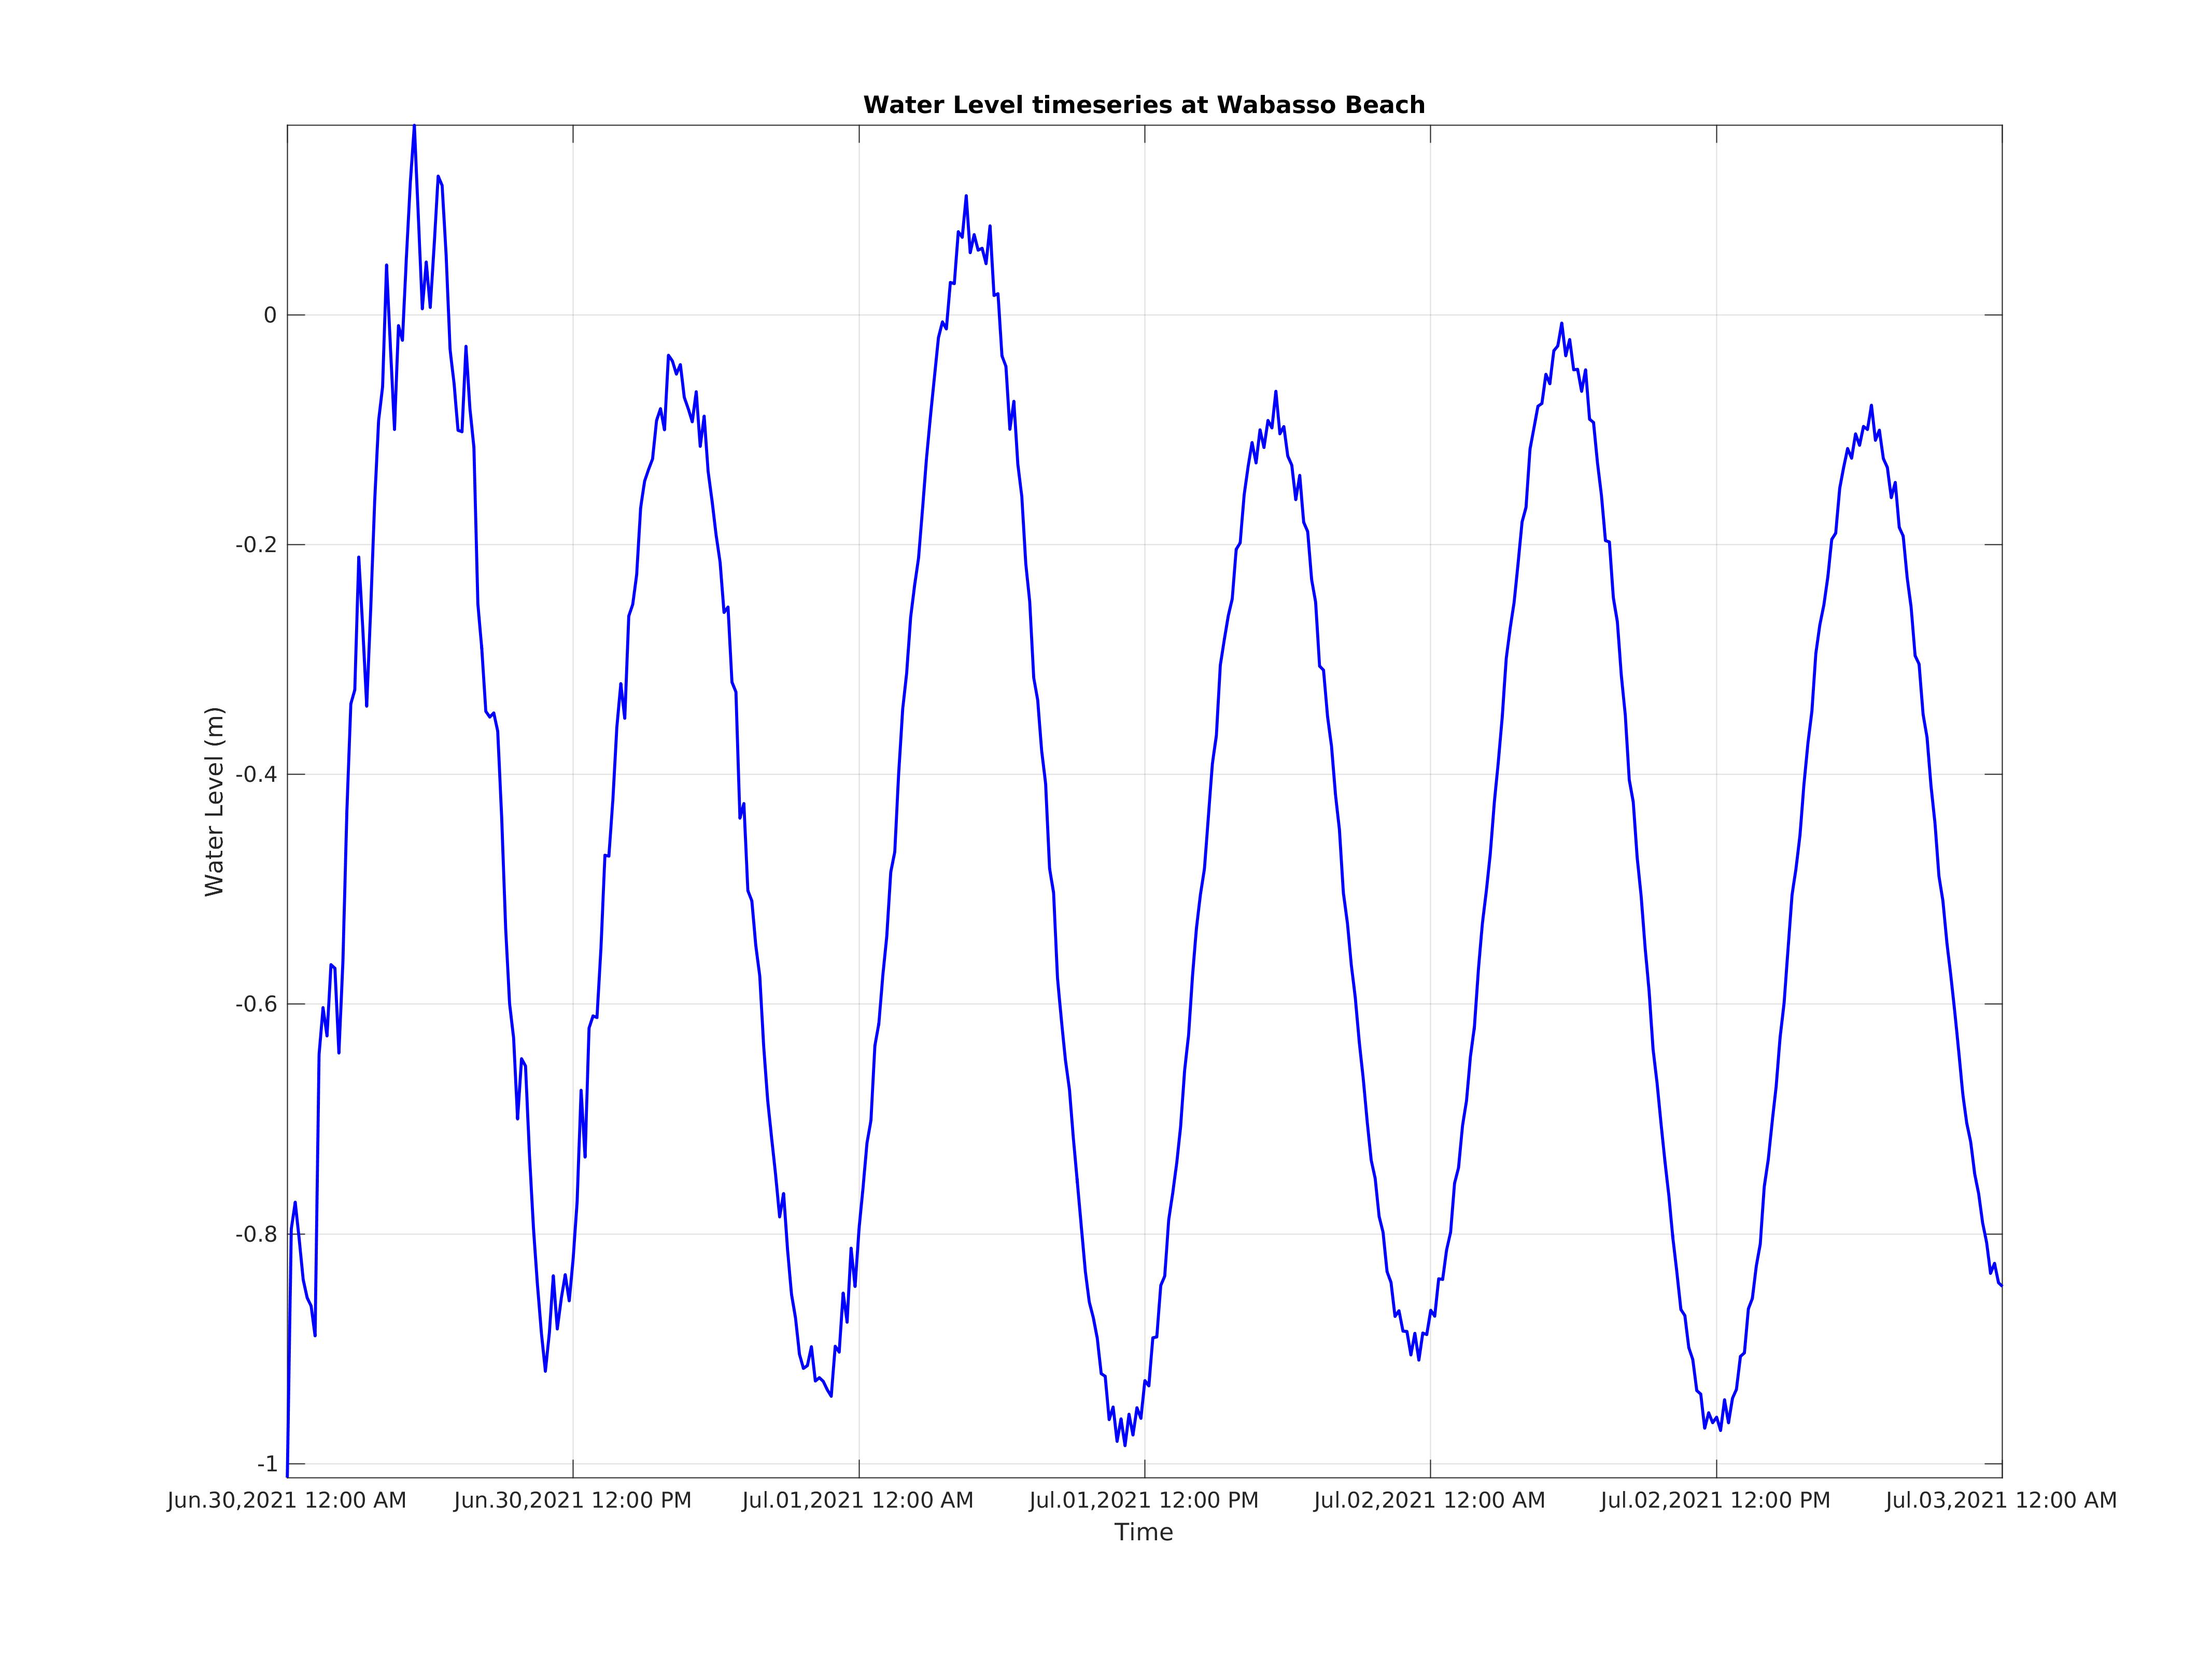 Water Level timeseries at Wabasso Beach
Water Level (m)
0
-0.2
-0.4
-0.6
-0.8
-1
Jun.30,2021 12:00 AM
Jun.30,2021 12:00 PM
Jul.01,2021 12:00 AM
Jul.01,2021 12:00 PM
Jul.02,2021 12:00 AM
Jul.02,2021 12:00 PM
Jul.03,2021 12:00 AM
Time